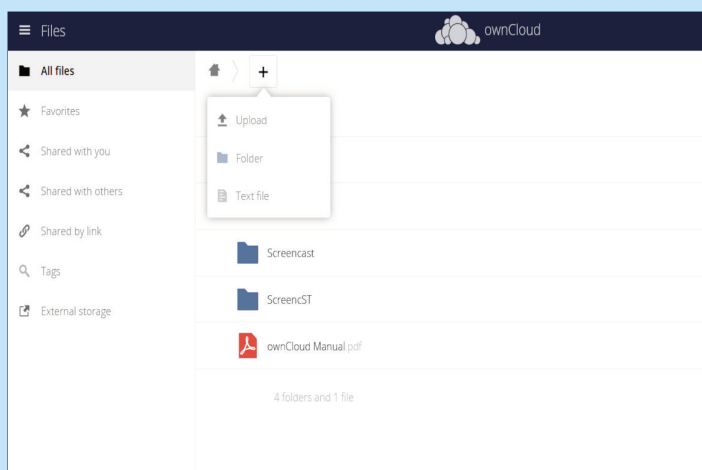 Files
ownCloud
All files
Favorites
Shared with you
Shared with others
Shared by link
Tags
External storage
+
Upload
Folder
Text file
Screencast
ScreencST
ownCloud Manual.pdf
4 folders and 1 file